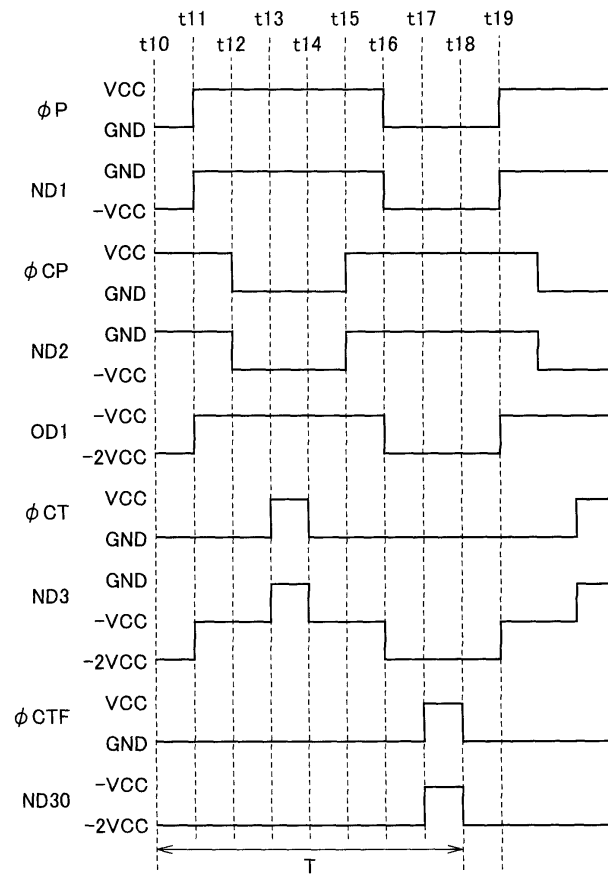 t11 t13 t15 t17 t19
t10 t12 t14 t16 t18
φP VCC
GND
ND1 GND
-VCC
φCP VCC
GND
ND2 GND
-VCC
OD1 -VCC
-2VCC
φCT VCC
GND
ND3 GND
-VCC
-2VCC
φCTF VCC
GND
ND30 -VCC
-2VCC
T